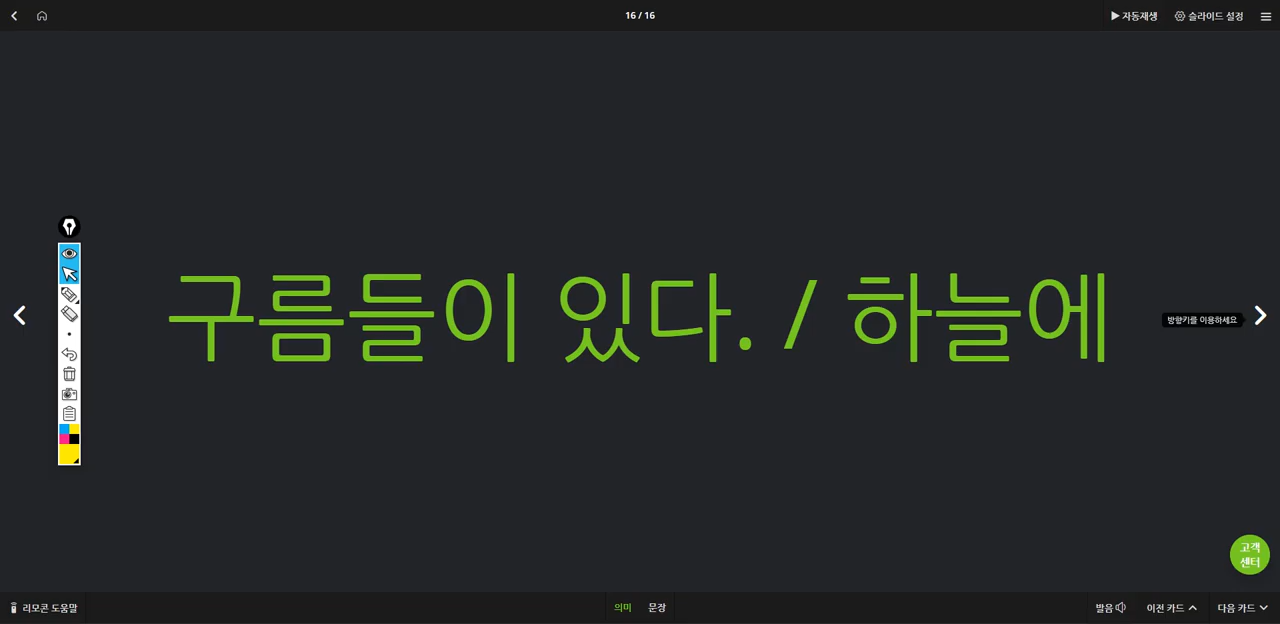 16 / 16
자동재생
슬라이드 설정
구름들이 있다. / 하늘에
방향키를 이용하세요
고객
센터
리모콘 도움말
의미
문장
발음
이전 카드
다음 카드